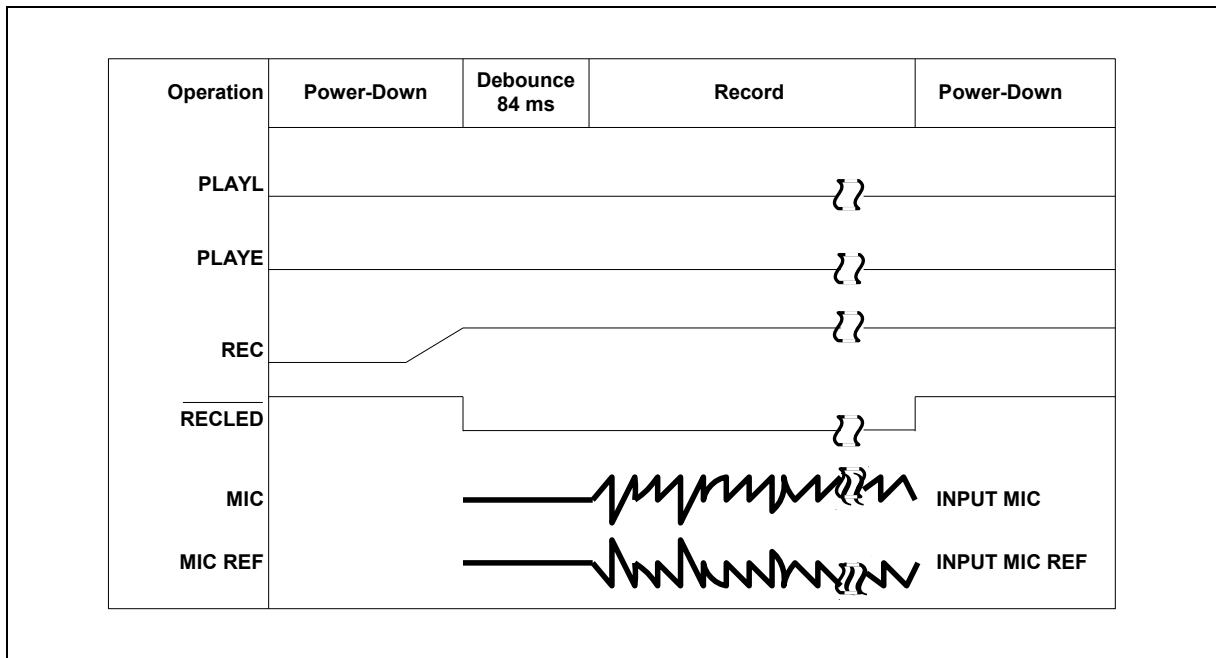 Operation Power-Down Debounce 84 ms Record Power-Down
PLAYL
PLAYE
REC
RECLED
MIC INPUT MIC
MIC REF INPUT MIC REF